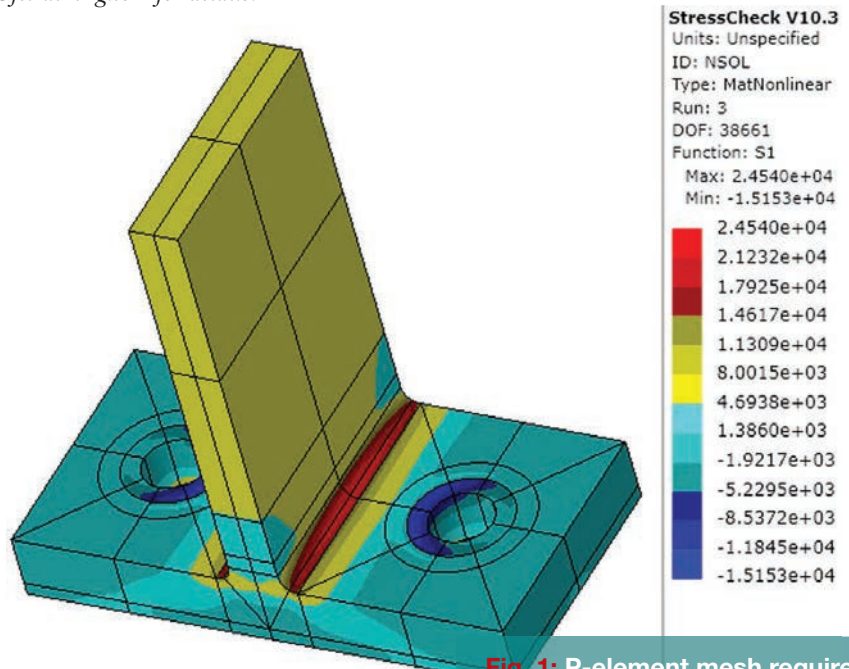 StressCheck V10.3
Units: Unspecified
ID: NSOL
Type: MatNonlinear
Run: 3
DOF: 38661
Function: S1
Max: 2.4540e+04
Min: -1.5153e+04
2.4540e+04
2.1232e+04
1.7925e+04
1.4617e+04
1.1309e+04
8.0015e+03
4.6938e+03
1.3860e+03
-1.9217e+03
-5.2295e+03
-8.5372e+03
-1.1845e+04
-1.5153e+04
Fig. 1: P-element mesh require